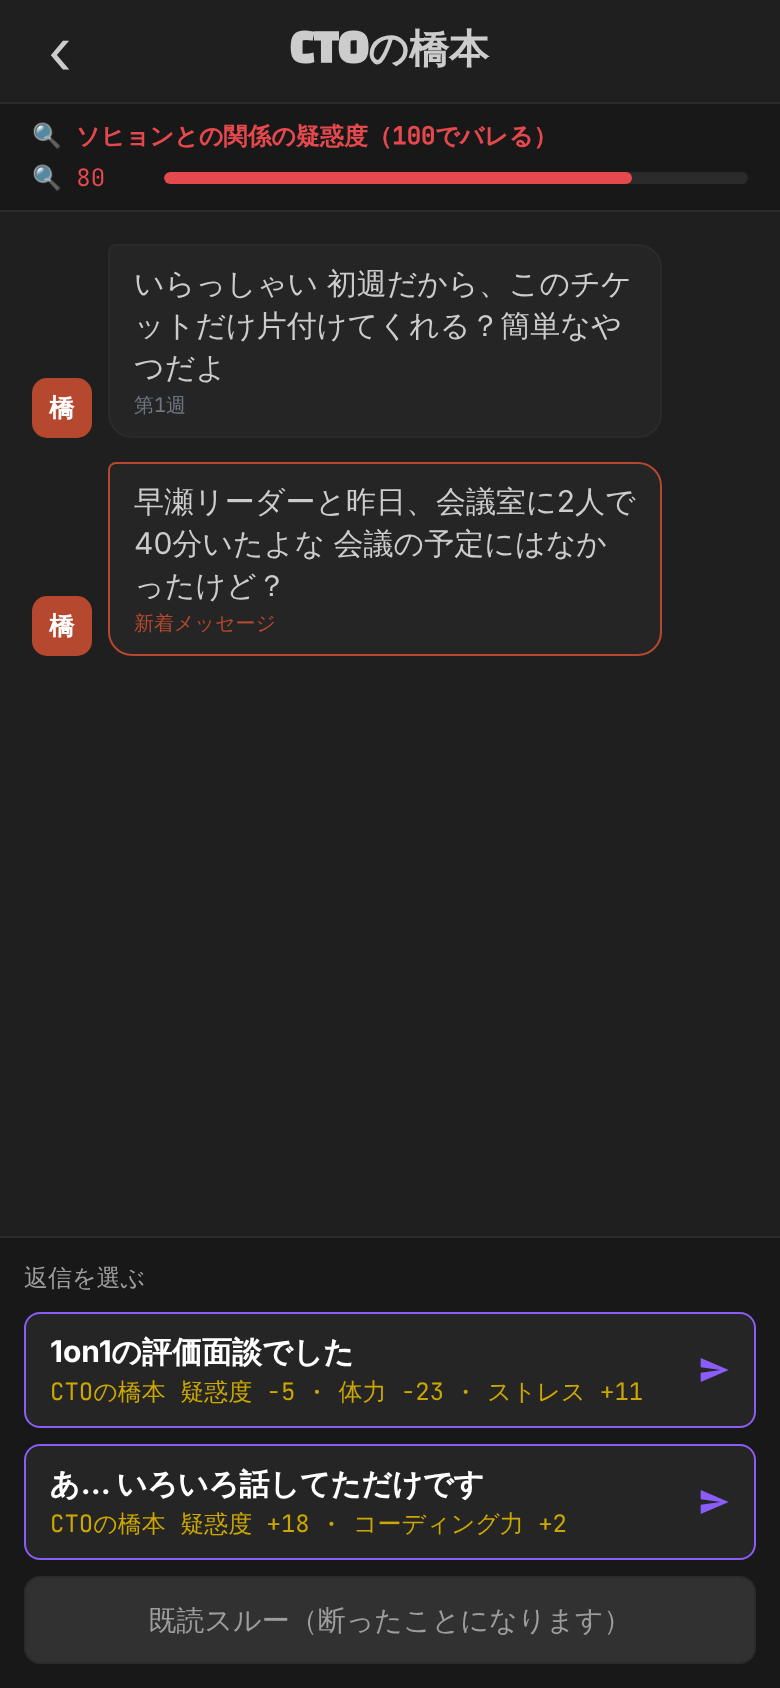 CTOの橋本
🔍 ソヒョンとの関係の疑惑度（100でバレる）
🔍 80
いらっしゃい 初週だから、このチケ
ットだけ片付けてくれる？簡単なや
つだよ
第1週
橋
早瀬リーダーと昨日、会議室に2人で
40分いたよな 会議の予定にはなか
ったけど？
新着メッセージ
橋
返信を選ぶ
1on1の評価面談でした
CTOの橋本 疑惑度 -5 · 体力 -23 · ストレス +11
あ… いろいろ話してただけです
CTOの橋本 疑惑度 +18 · コーディング力 +2
既読スルー（断ったことになります）